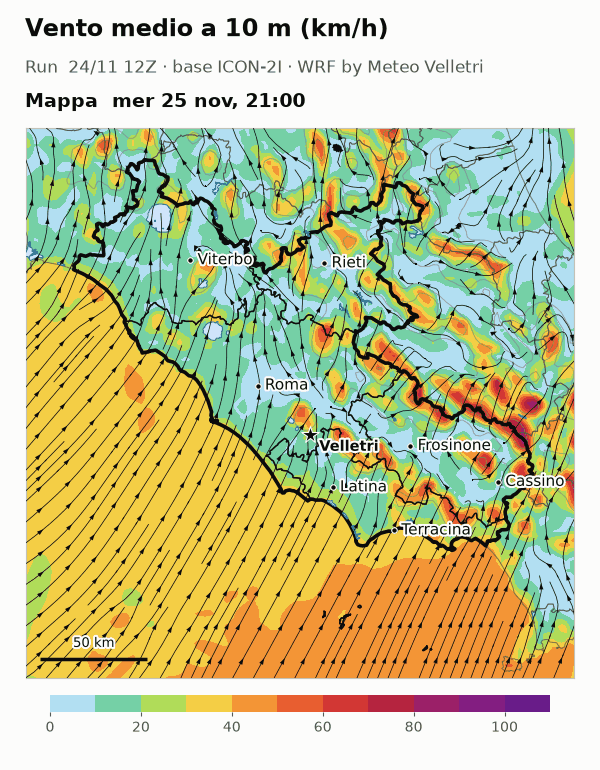 Vento medio a 10 m (km/h)
Run 24/11 12Z · base ICON-2I · WRF by Meteo Velletri
Mappa mer 25 nov, 21:00
Viterbo
Rieti
Roma
Velletri
Frosinone
Latina
Cassino
Terracina
50 km
0 20 40 60 80 100